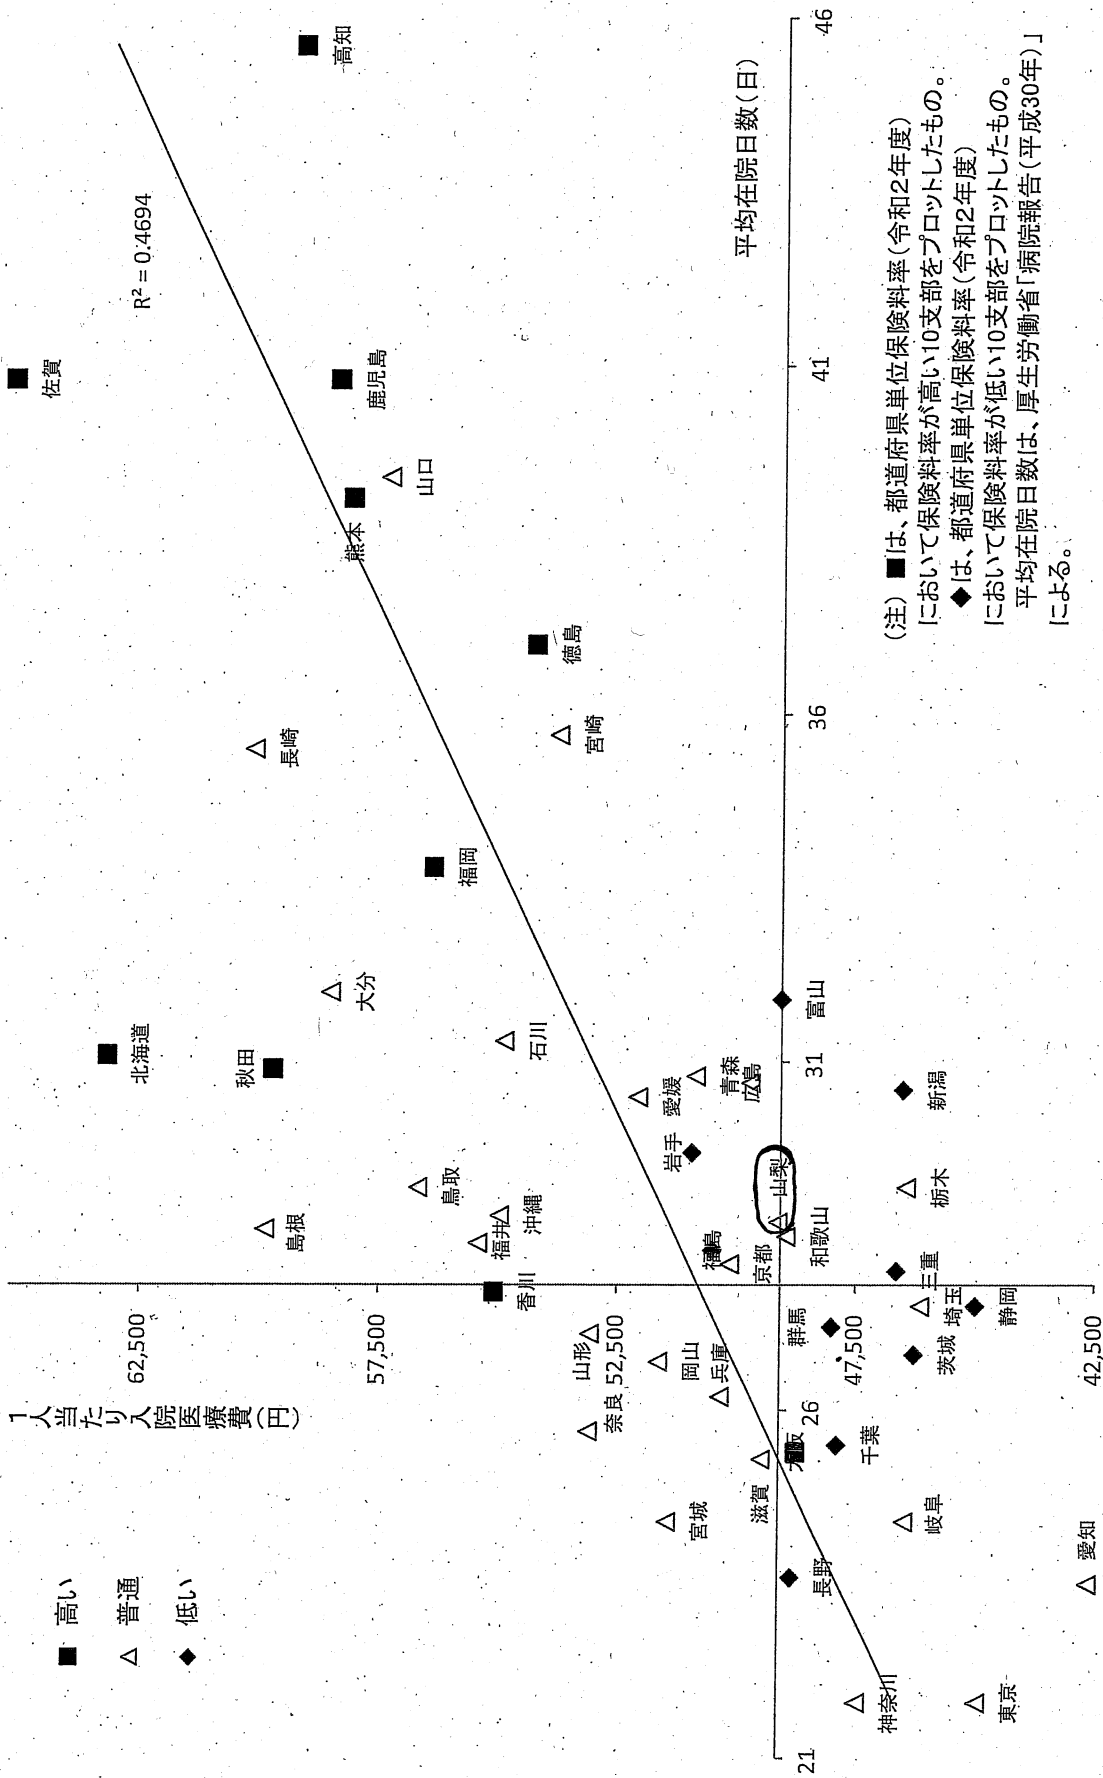 1人当たり入院医療費(円)
■ 高い
△ 普通
◆ 低い
62,500
57,500
52,500
47,500
42,500
21
26
31
36
41
46
平均在院日数(日)
R² = 0.4694
佐賀
高知
北海道
鹿児島
山口
熊本
秋田
長崎
大分
島根
鳥取
福岡
徳島
宮崎
石川
福井
沖縄
香川
愛媛
青森
広島
岩手
山形
奈良
岡山
兵庫
宮城
京都
山梨
和歌山
富山
滋賀
大阪
群馬
千葉
長野
新潟
栃木
三重
埼玉
静岡
茨城
岐阜
神奈川
東京
愛知
(注) ■は、都道府県単位保険料率(令和2年度)
において保険料率が高い10支部をプロットしたもの。
◆は、都道府県単位保険料率(令和2年度)
において保険料率が低い10支部をプロットしたもの。
平均在院日数は、厚生労働省「病院報告(平成30年)」
による。